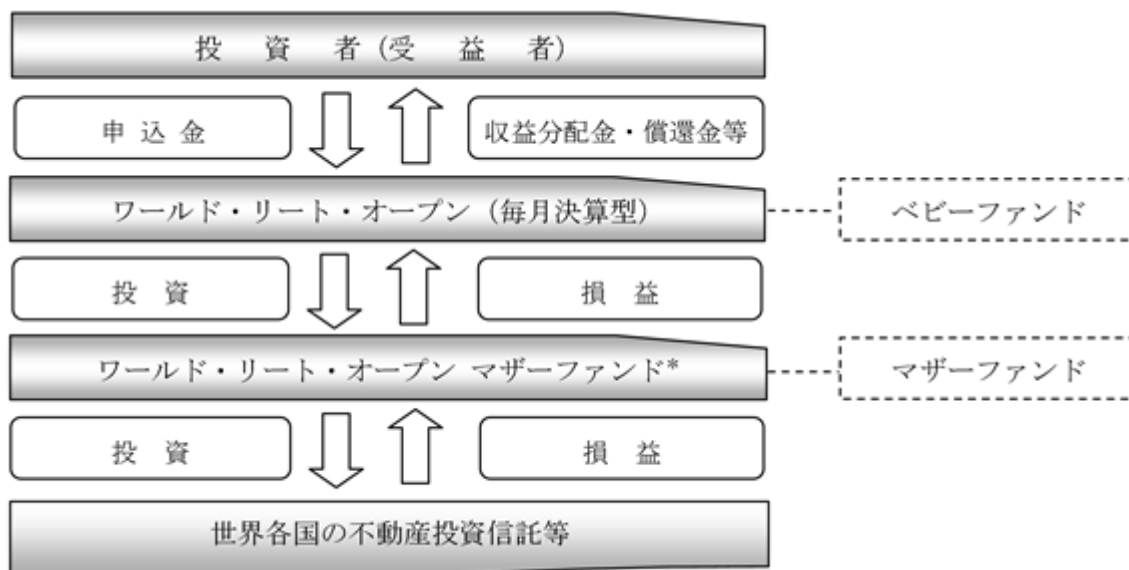 投資者(受益者)
申込金
収益分配金・償還金等
ワールド・リート・オープン(毎月決算型)
ベビーファンド
投資
損益
ワールド・リート・オープン マザーファンド*
マザーファンド
投資
損益
世界各国の不動産投資信託等